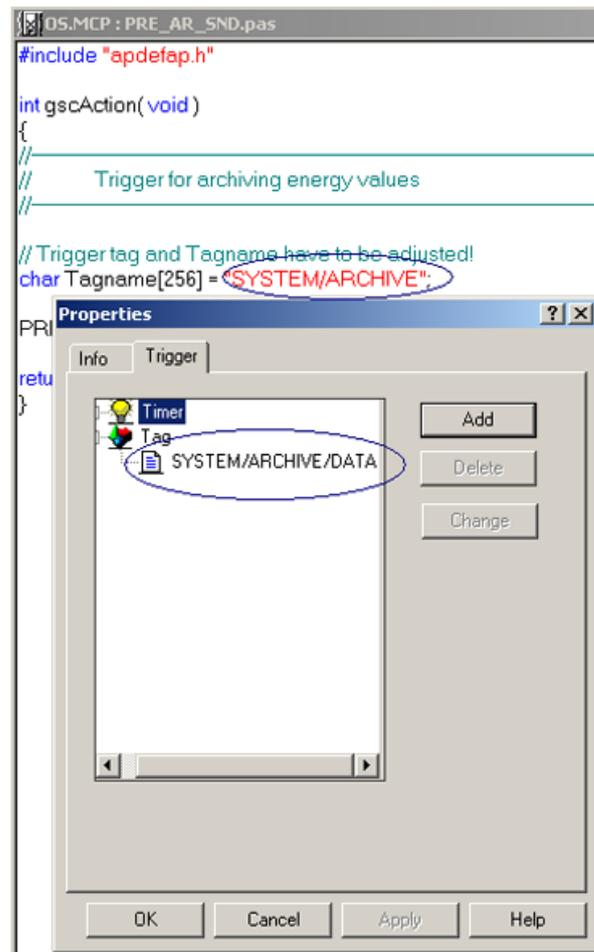 OS.MCP : PRE_AR_SND.pas
#include "apdefap.h"
int gscAction( void )
{
//
// Trigger for archiving energy values
//
// Trigger tag and Tagname have to be adjusted!
char Tagname[256] = "SYSTEM/ARCHIVE";
PRI
retu
}
Properties
Info Trigger
Timer
Tag
SYSTEM/ARCHIVE/DATA
Add
Delete
Change
OK Cancel Apply Help